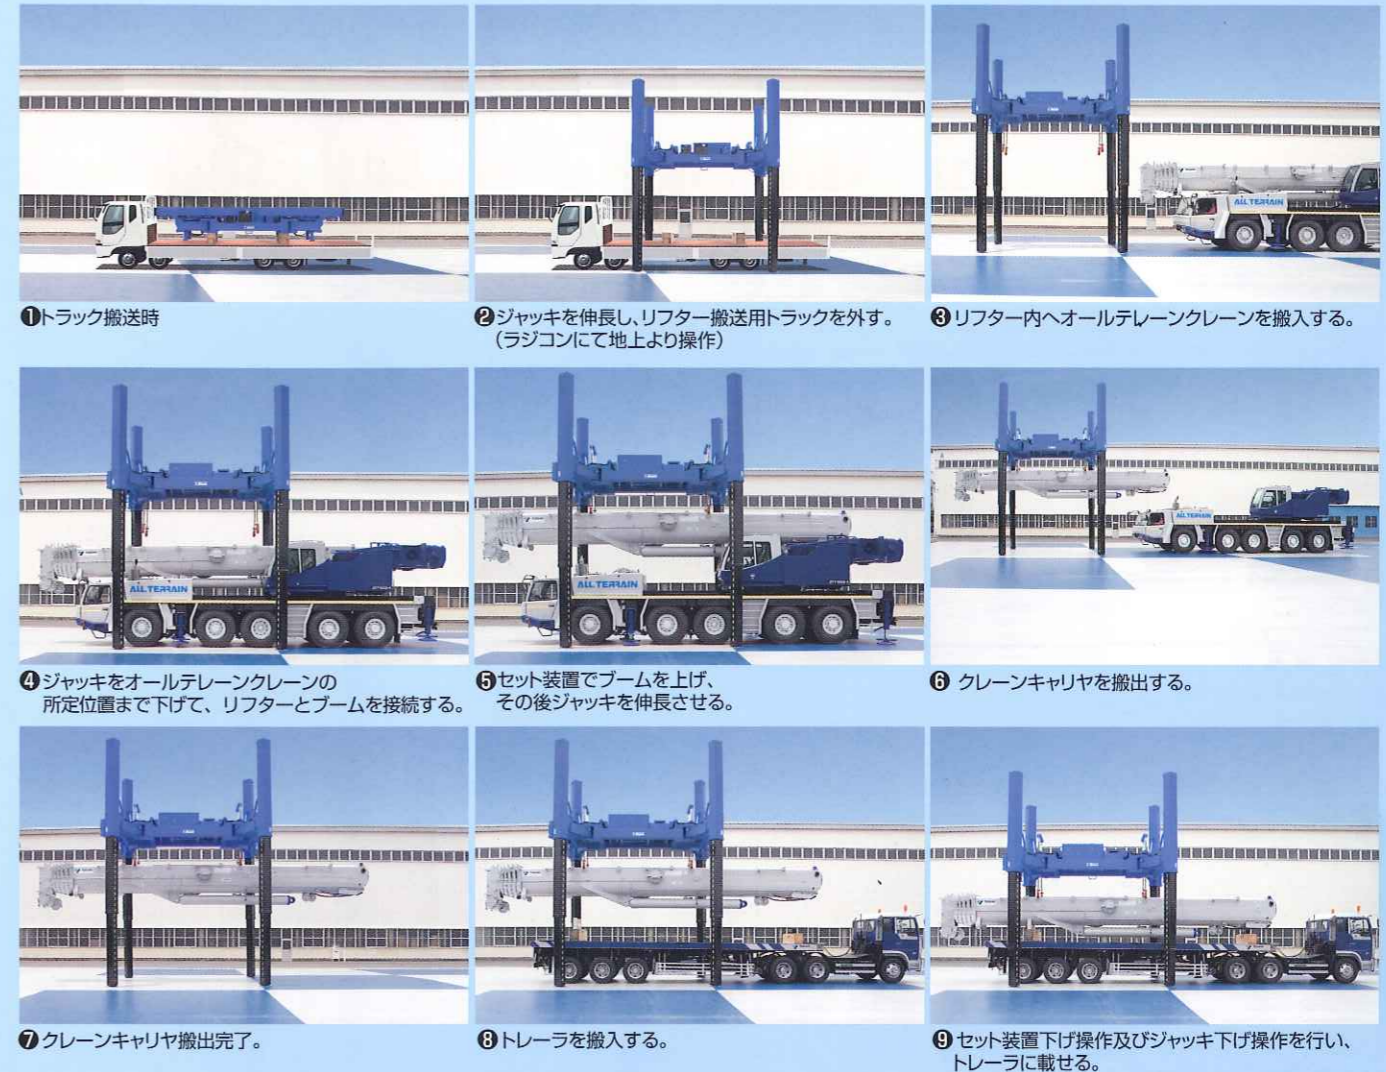 ❶トラック搬送時
❷ジャッキを伸長し、リフター搬送用トラックを外す。
(ラジコンにて地上より操作)
ALL TERRAIN
❸リフター内へオールテレーンクレーンを搬入する。
ALL TERRAIN
❹ジャッキをオールテレーンクレーンの
所定位置まで下げて、リフターとブームを接続する。
ALL TERRAIN
❺セット装置でブームを上げ、
その後ジャッキを伸長させる。
ALL TERRAIN
❻ クレーンキャリヤを搬出する。
❼クレーンキャリヤ搬出完了。
❽トレーラを搬入する。
❾セット装置下げ操作及びジャッキ下げ操作を行い、
トレーラに載せる。